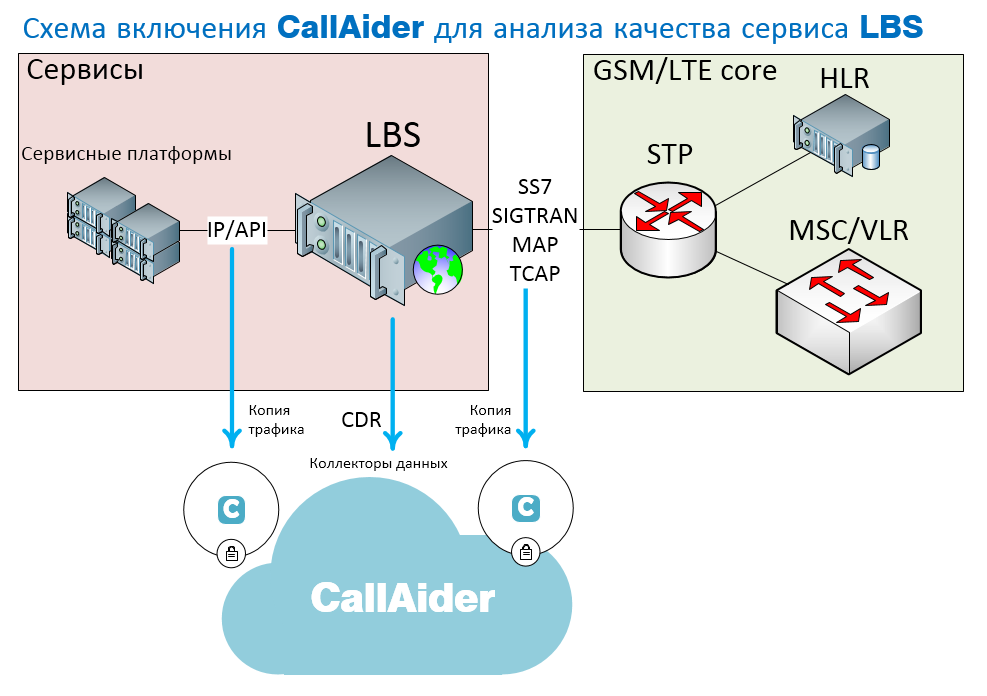 Схема включения CallAider для анализа качества сервиса LBS
Сервисы
GSM/LTE core
HLR
LBS
STP
Сервисные платформы
SS7
SIGTRAN
MAP
TCAP
IP/API
MSC/VLR
Копия
трафика
CDR
Копия
трафика
Коллекторы данных
C
C
CallAider